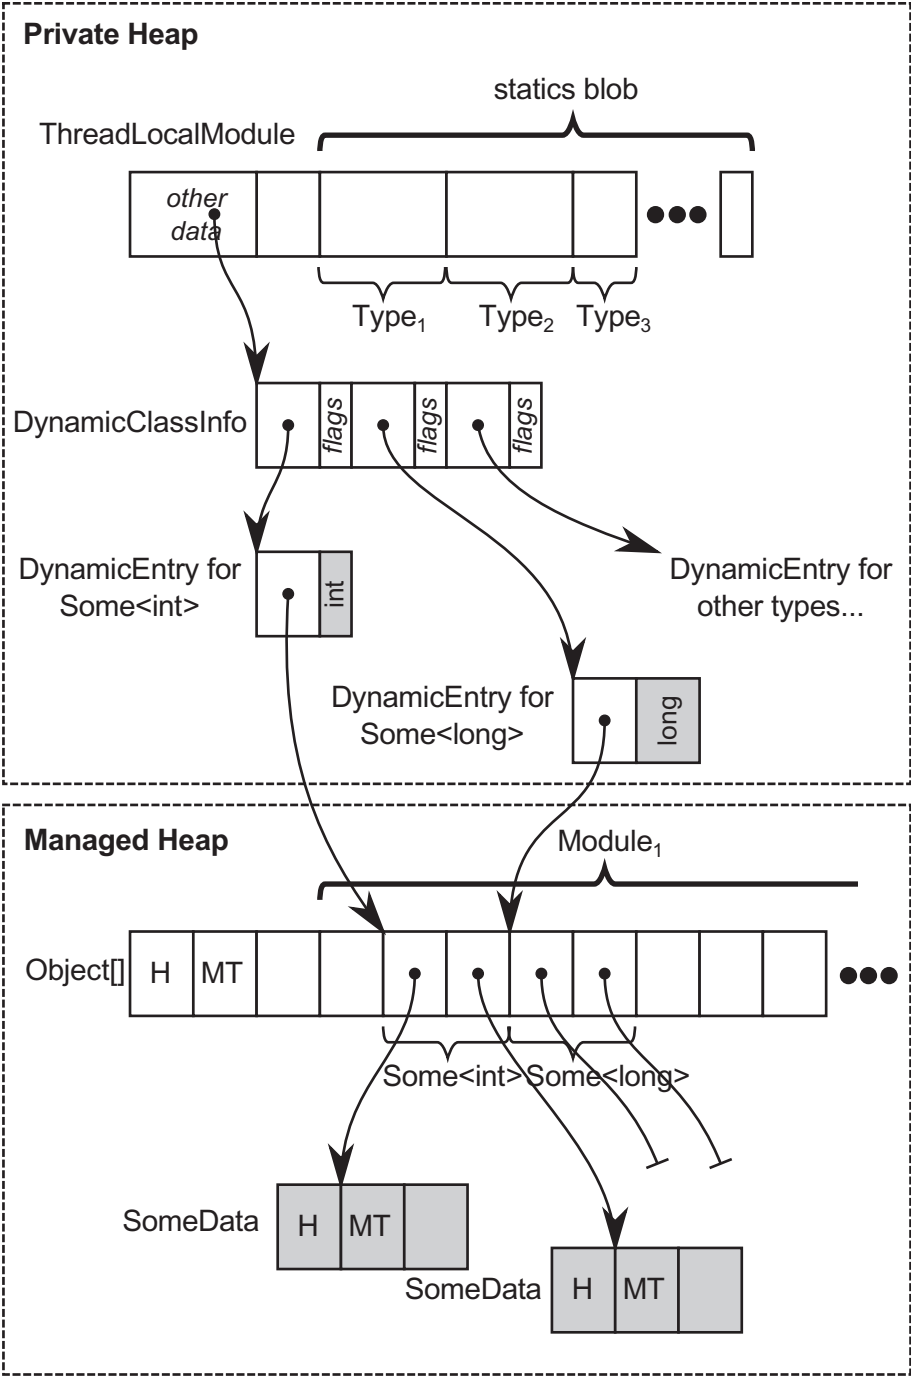 Private Heap
statics blob
ThreadLocalModule
other
data
Type₁
Type₂
Type₃
DynamicClassInfo
flags
flags
flags
DynamicEntry for
Some<int>
int
DynamicEntry for
other types...
DynamicEntry for
Some<long>
long
Managed Heap
Module₁
Object[]
H
MT
Some<int>
Some<long>
SomeData
H
MT
SomeData
H
MT